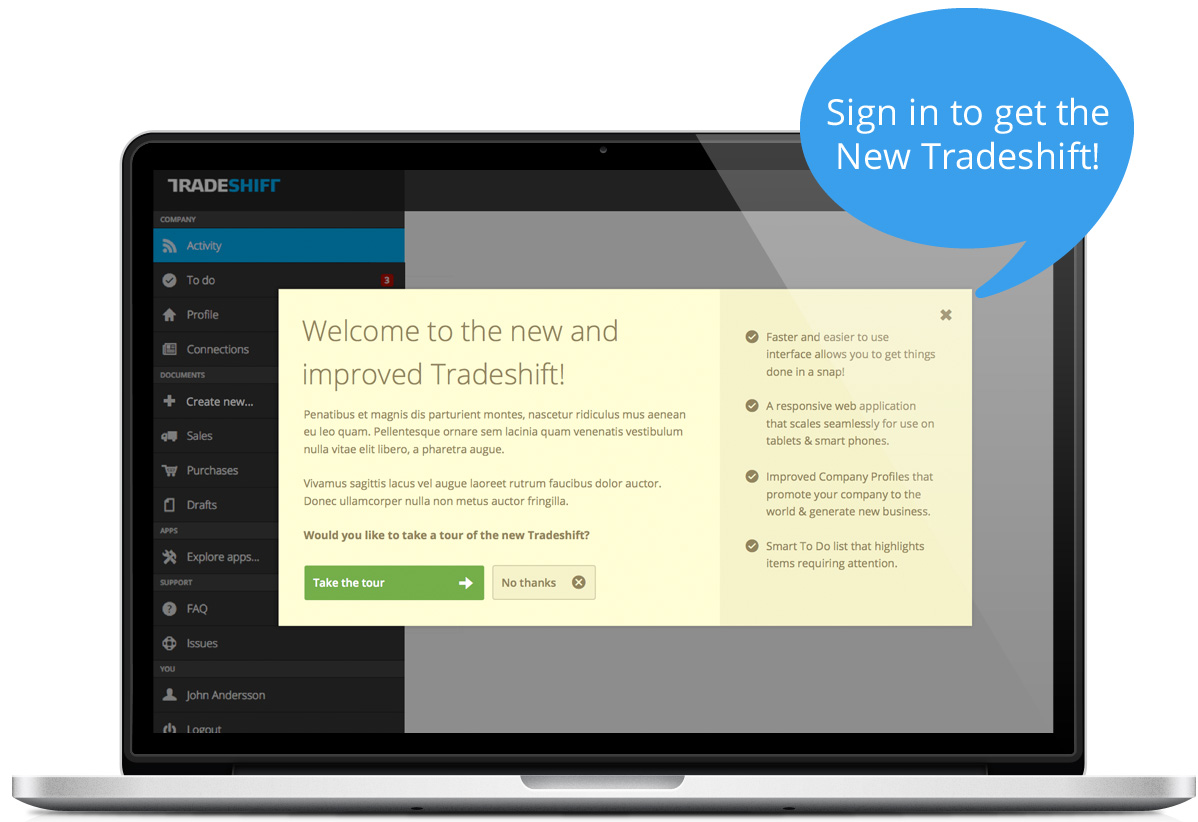 Sign in to get the
New Tradeshift!
TRADESHIFT
COMPANY
Activity
To do
3
Profile
Connections
DOCUMENTS
Create new...
Sales
Purchases
Drafts
APPS
Explore apps...
SUPPORT
FAQ
Issues
YOU
John Andersson
Logout
Welcome to the new and
improved Tradeshift!
Penatibus et magnis dis parturient montes, nascetur ridiculus mus aenean
eu leo quam. Pellentesque ornare sem lacinia quam venenatis vestibulum
nulla vitae elit libero, a pharetra augue.
Vivamus sagittis lacus vel augue laoreet rutrum faucibus dolor auctor.
Donec ullamcorper nulla non metus auctor fringilla.
Would you like to take a tour of the new Tradeshift?
Take the tour
No thanks
Faster and easier to use
interface allows you to get things
done in a snap!
A responsive web application
that scales seamlessly for use on
tablets & smart phones.
Improved Company Profiles that
promote your company to the
world & generate new business.
Smart To Do list that highlights
items requiring attention.